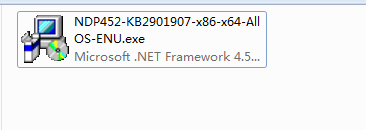 NDP452-KB2901907-x86-x64-All
OS-ENU.exe
Microsoft .NET Framework 4.5...